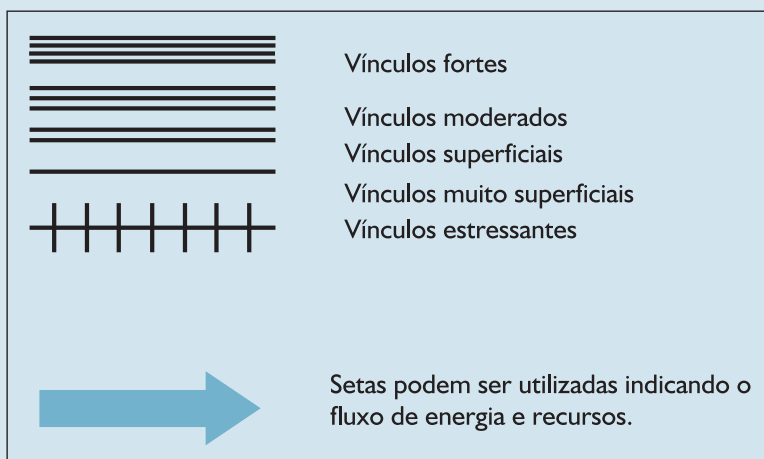 Vínculos fortes
Vínculos moderados
Vínculos superficiais
Vínculos muito superficiais
Vínculos estressantes
Setas podem ser utilizadas indicando o
fluxo de energia e recursos.